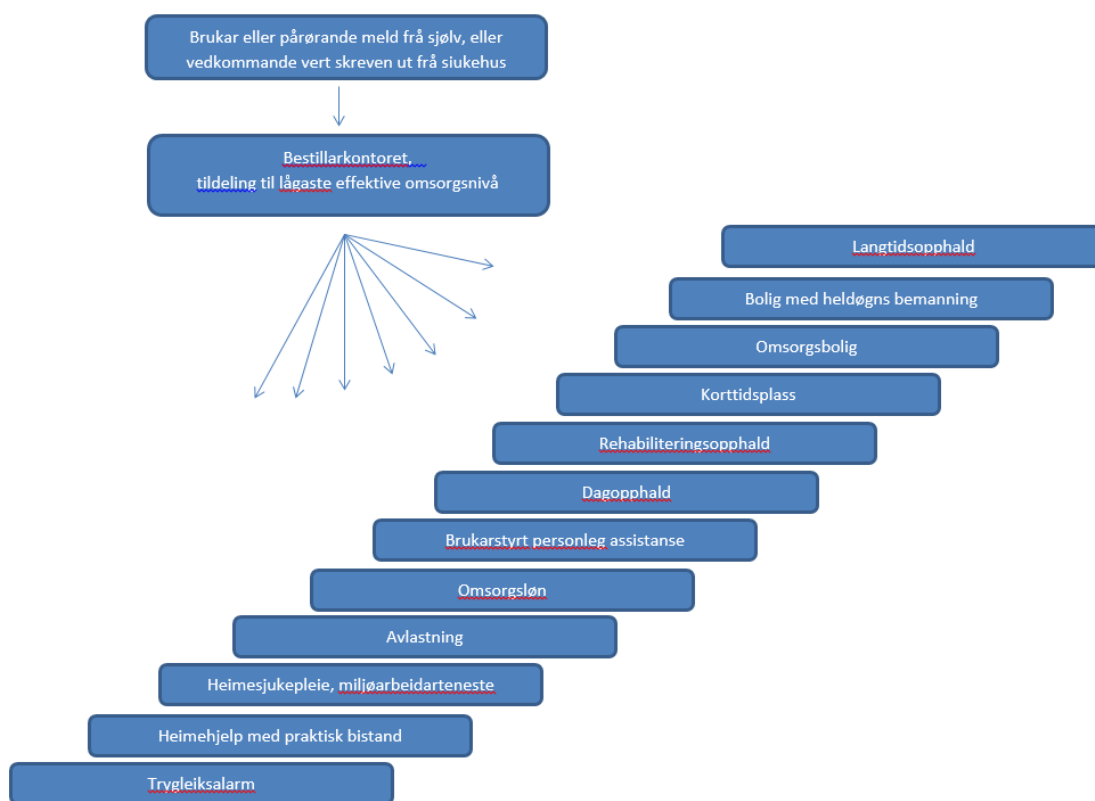 Brukar eller pårørande meld frå sjølv, eller
vedkommande vert skreven ut frå siukehus
Bestillarkontoret,
tildeling til lågaste effektive omsorgsnivå
Langtidsopphald
Bolig med heldøgns bemanning
Omsorgsbolig
Korttidsplass
Rehabiliteringsopphald
Dagopphald
Brukarstyrt personleg assistanse
Omsorgsløn
Avlastning
Heimesjukepleie, miljøarbeidarteneste
Heimehjelp med praktisk bistand
Trygleiksalarm